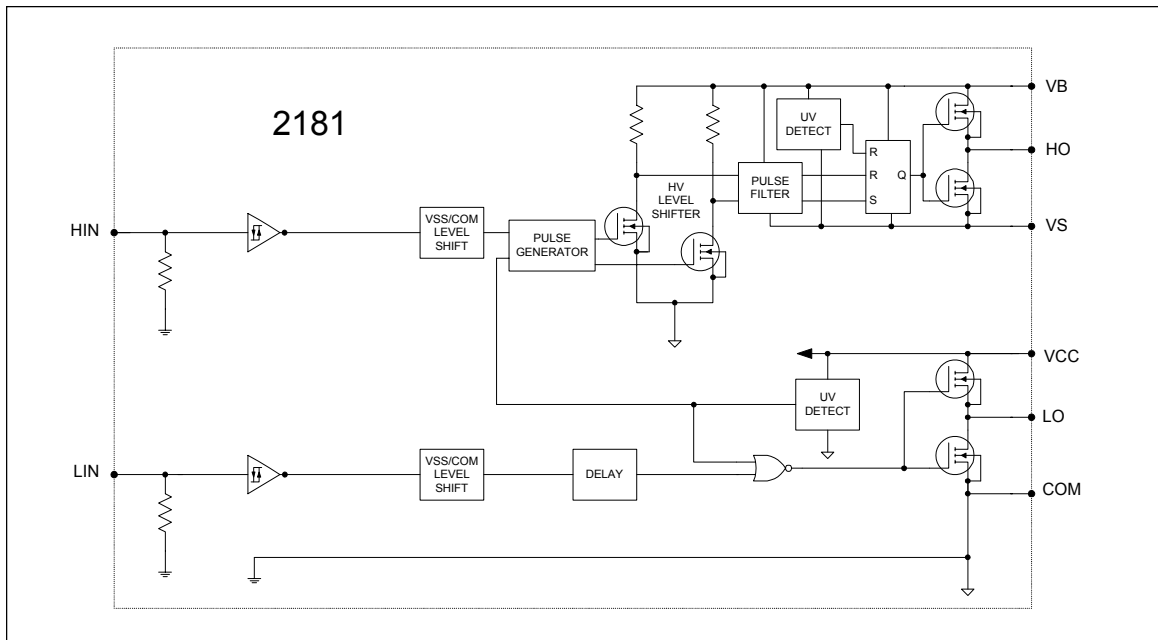 2181
VB
UV
DETECT
HO
R
R
Q
S
PULSE
FILTER
HV
LEVEL
SHIFTER
VS
HIN
VSS/COM
LEVEL
SHIFT
PULSE
GENERATOR
VCC
UV
DETECT
LO
LIN
VSS/COM
LEVEL
SHIFT
DELAY
COM